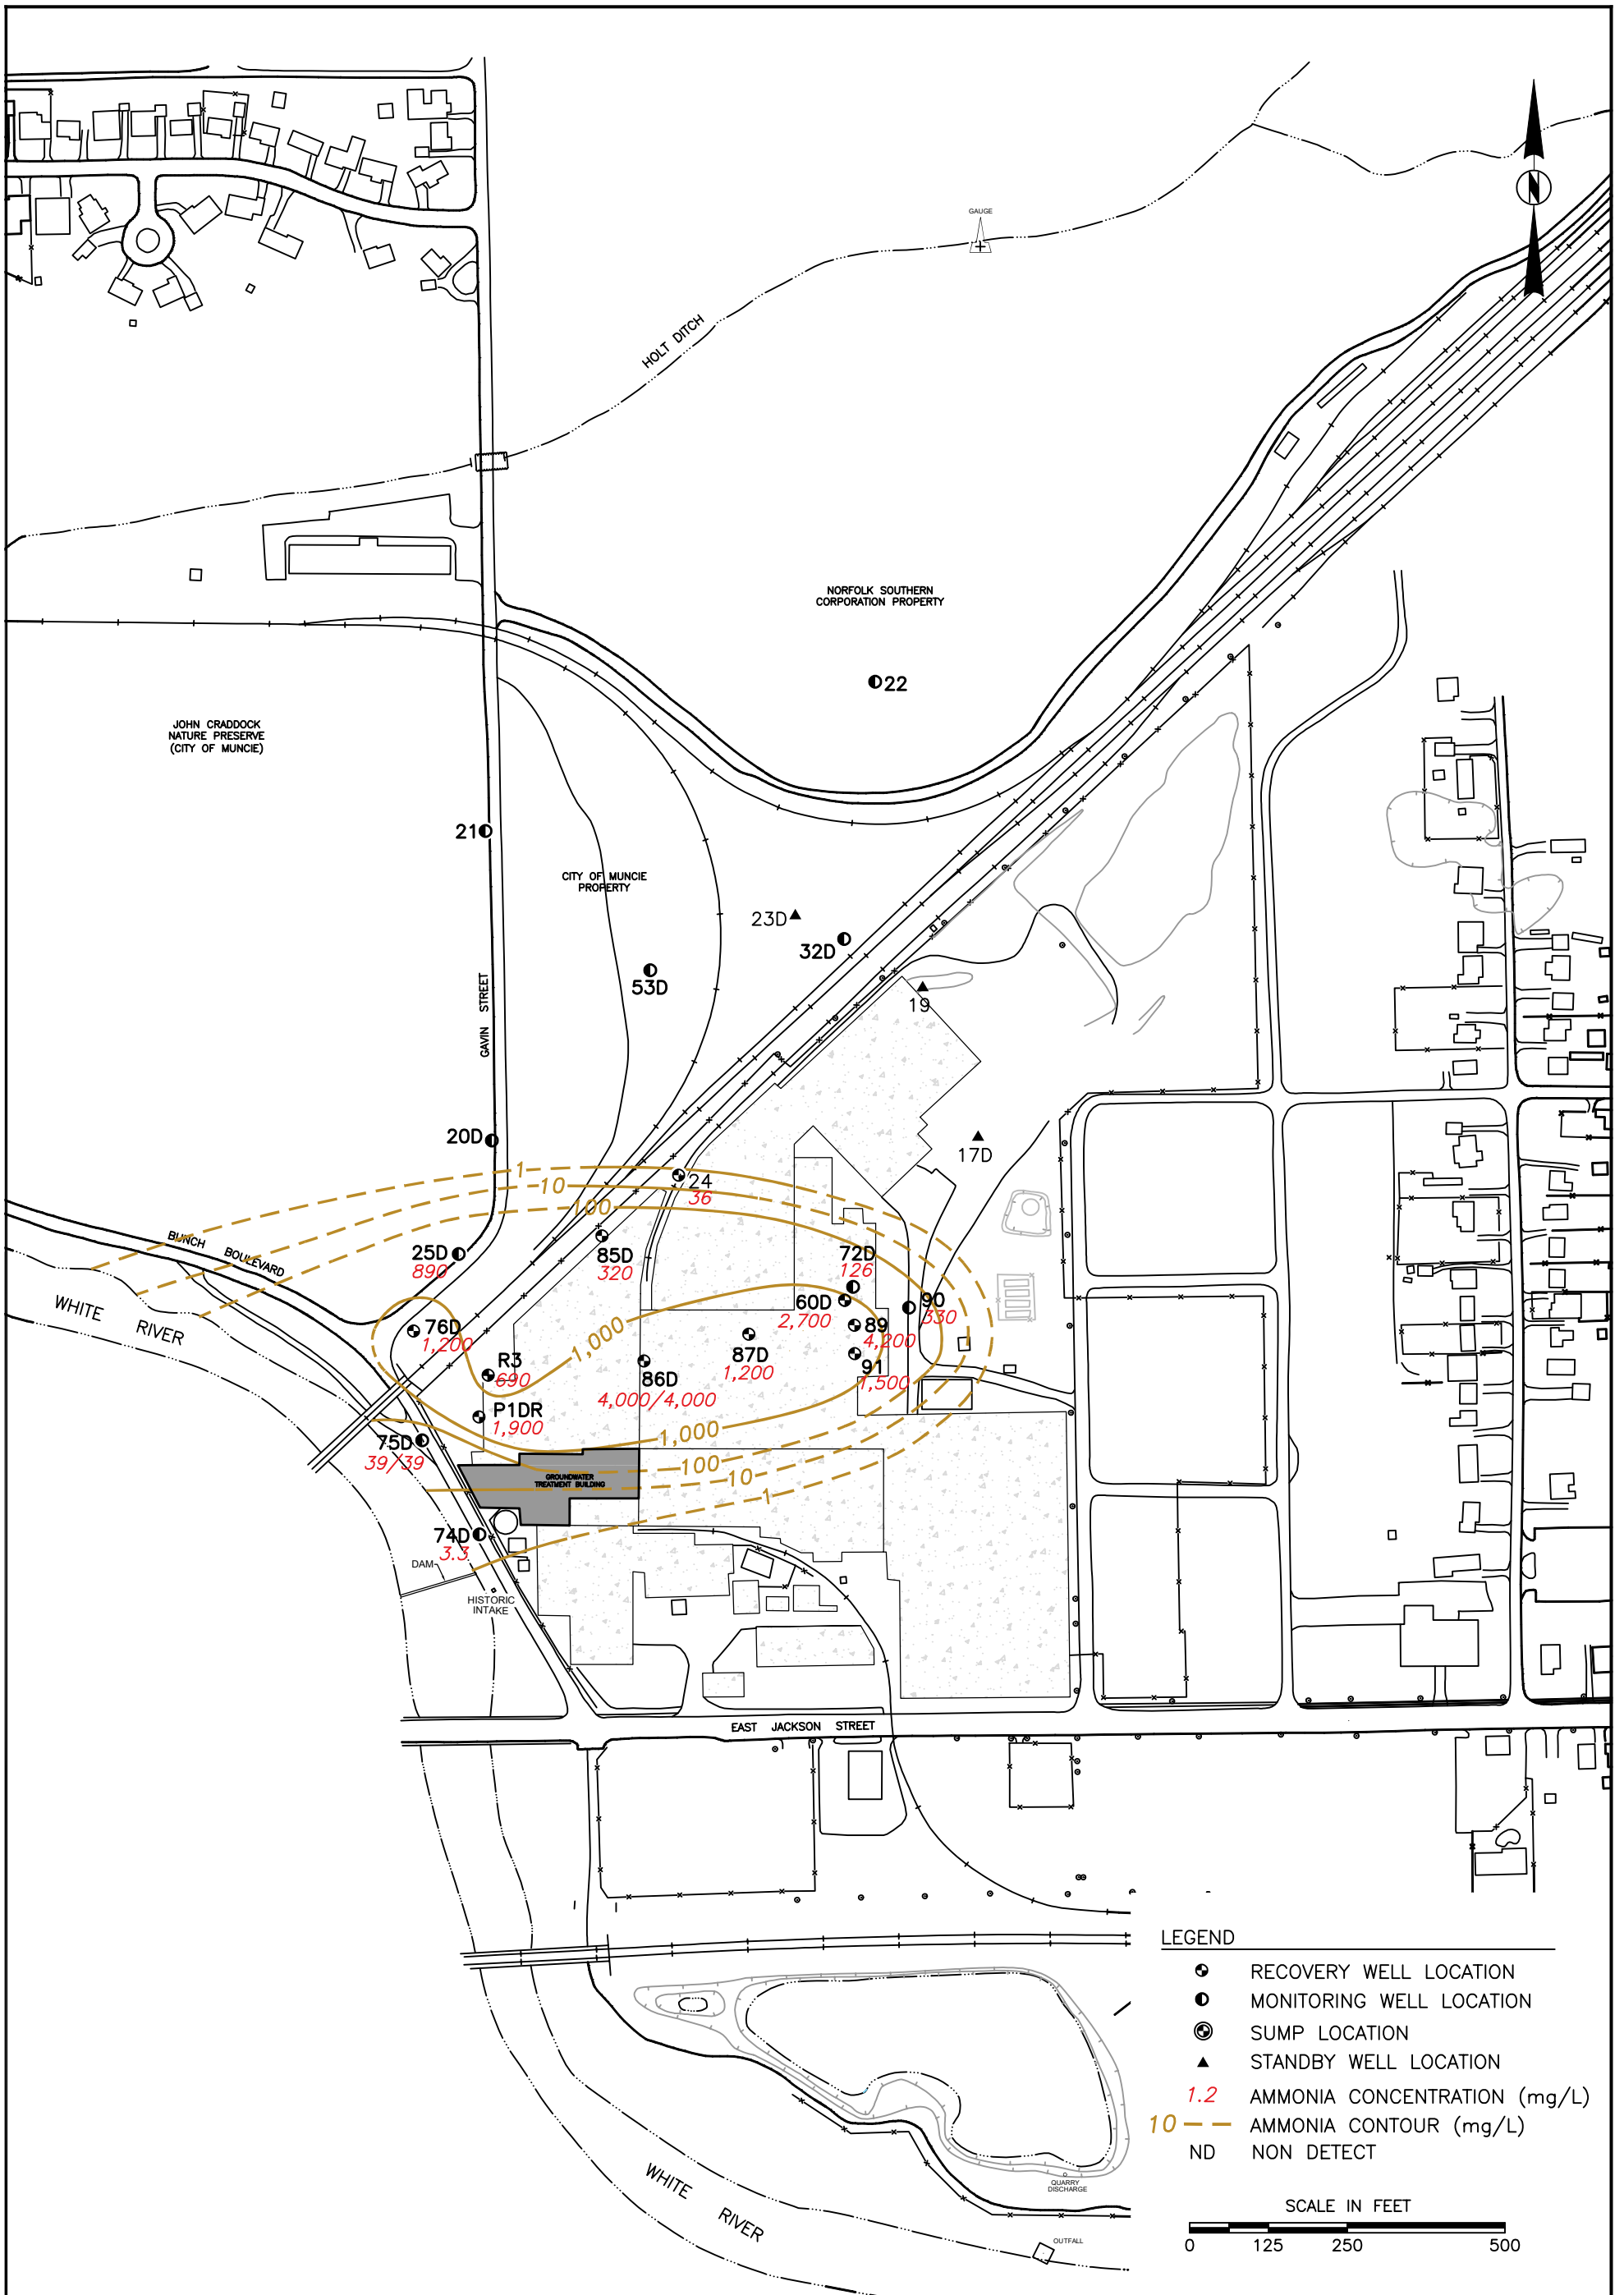 GAUGE
HOLT DITCH
NORFOLK SOUTHERN
CORPORATION PROPERTY
22
JOHN CRADDOCK
NATURE PRESERVE
(CITY OF MUNCIE)
21
CITY OF MUNCIE
PROPERTY
23D
32D
53D
19
GAVIN STREET
20D
17D
1
10
100
24
36
BUNCH BOULEVARD
25D
890
85D
320
72D
126
WHITE RIVER
60D
2,700
90
330
76D
1,200
1,000
89
4,200
R3
690
87D
1,200
91
1,500
86D
4,000/4,000
P1DR
1,900
75D
39/39
1,000
100
10
1
GROUNDWATER
TREATMENT BUILDING
74D
3.3
DAM
HISTORIC
INTAKE
EAST JACKSON STREET
LEGEND
RECOVERY WELL LOCATION
MONITORING WELL LOCATION
SUMP LOCATION
STANDBY WELL LOCATION
1.2 AMMONIA CONCENTRATION (mg/L)
10 AMMONIA CONTOUR (mg/L)
ND NON DETECT
QUARRY
DISCHARGE
WHITE RIVER
OUTFALL
SCALE IN FEET
0 125 250 500
N